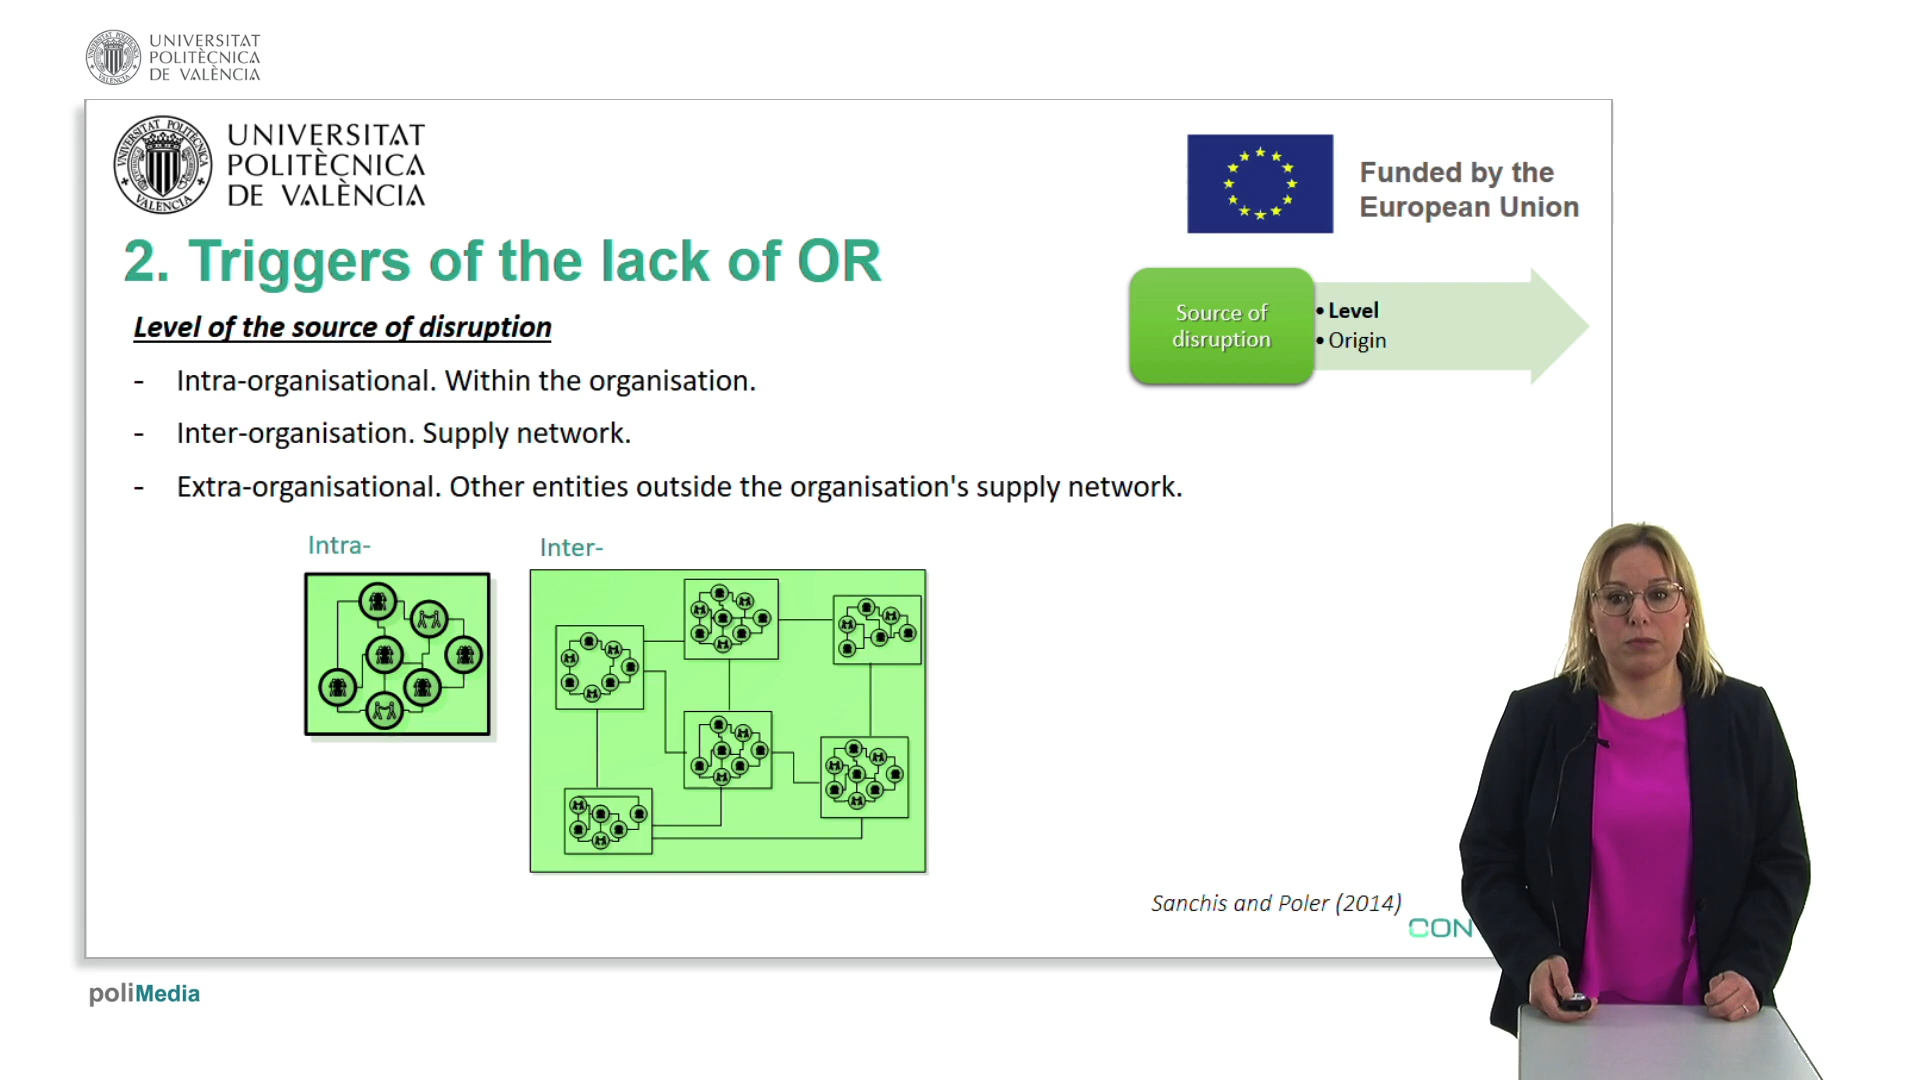 UNIVERSITAT
POLITÈCNICA
DE VALÈNCIA
UNIVERSITAT
POLITÈCNICA
DE VALÈNCIA
Funded by the
European Union
2. Triggers of the lack of OR
Source of
disruption
• Level
• Origin
Level of the source of disruption
- Intra-organisational. Within the organisation.
- Inter-organisation. Supply network.
- Extra-organisational. Other entities outside the organisation's supply network.
Intra-
Inter-
Sanchis and Poler (2014)
CON
poliMedia